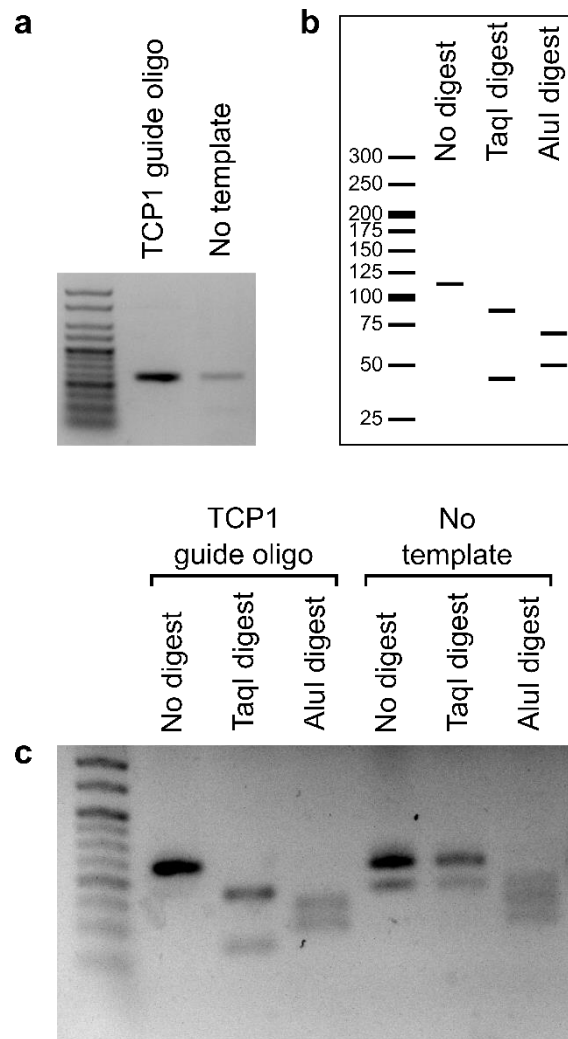 a
TCP1 guide oligo
No template
b
No digest
TaqI digest
AluI digest
300
250
200
175
150
125
100
75
50
25
TCP1
guide oligo
No
template
No digest
TaqI digest
AluI digest
No digest
TaqI digest
AluI digest
c